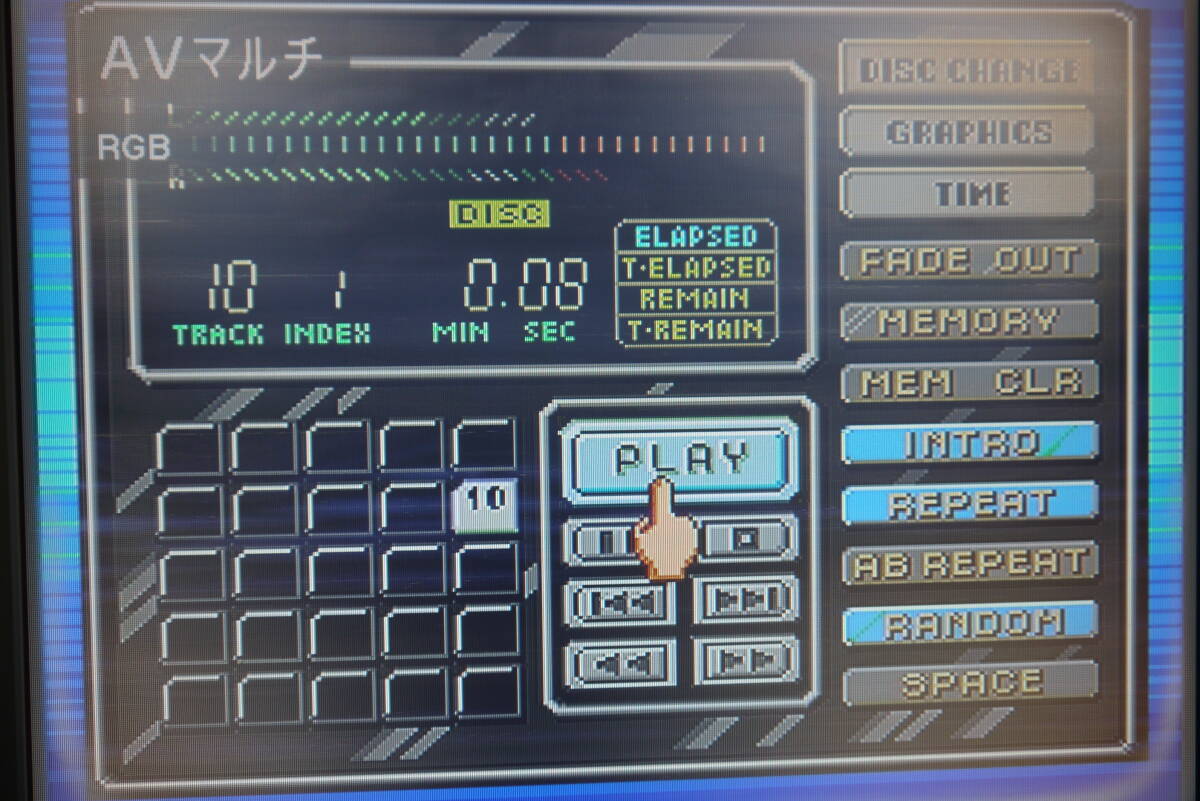 AVマルチ
RGB
L
R
DISC
10 1 0.08
TRACK INDEX MIN SEC
ELAPSED
T·ELAPSED
REMAIN
T·REMAIN
10
PLAY
DISC CHANGE
GRAPHICS
TIME
FADE OUT
MEMORY
MEM CLR
INTRO
REPEAT
AB REPEAT
RANDOM
SPACE